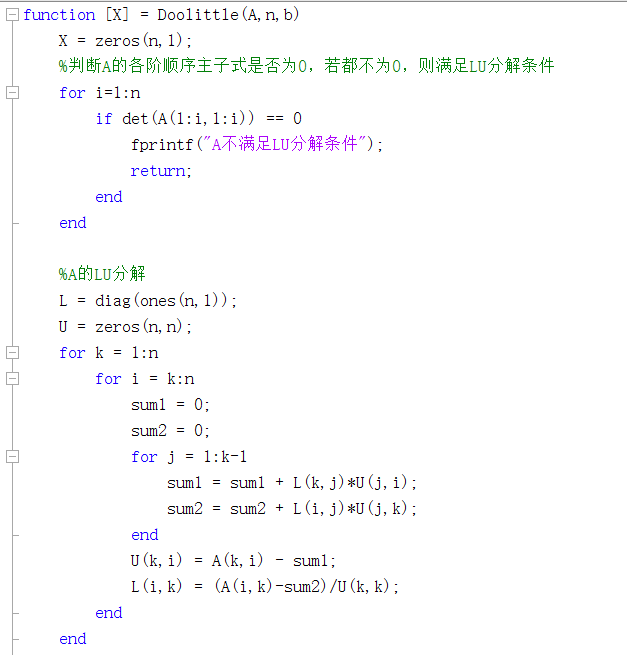 function [X] = Doolittle(A,n,b)
X = zeros(n,1);
%判断A的各阶顺序主子式是否为0，若都不为0，则满足LU分解条件
for i=1:n
if det(A(1:i,1:i)) == 0
fprintf("A不满足LU分解条件");
return;
end
end
%A的LU分解
L = diag(ones(n,1));
U = zeros(n,n);
for k = 1:n
for i = k:n
sum1 = 0;
sum2 = 0;
for j = 1:k-1
sum1 = sum1 + L(k,j)*U(j,i);
sum2 = sum2 + L(i,j)*U(j,k);
end
U(k,i) = A(k,i) - sum1;
L(i,k) = (A(i,k)-sum2)/U(k,k);
end
end